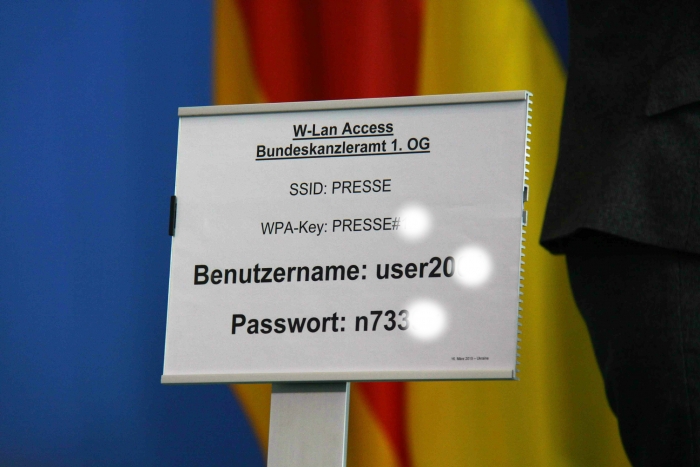 W-Lan Access
Bundeskanzleramt 1. OG
SSID: PRESSE
WPA-Key: PRESSE#
Benutzername: user20
Passwort: n733